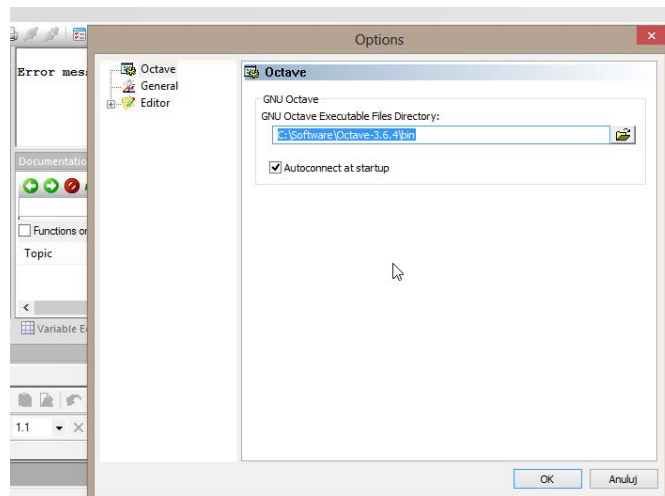 Options
Error mes
Octave
General
Editor
Octave
GNU Octave
GNU Octave Executable Files Directory:
C:\Software\Octave-3.6.4\bin
Autoconnect at startup
Documentatio
Functions or
Topic
Variable E
1.1
OK
Anuluj